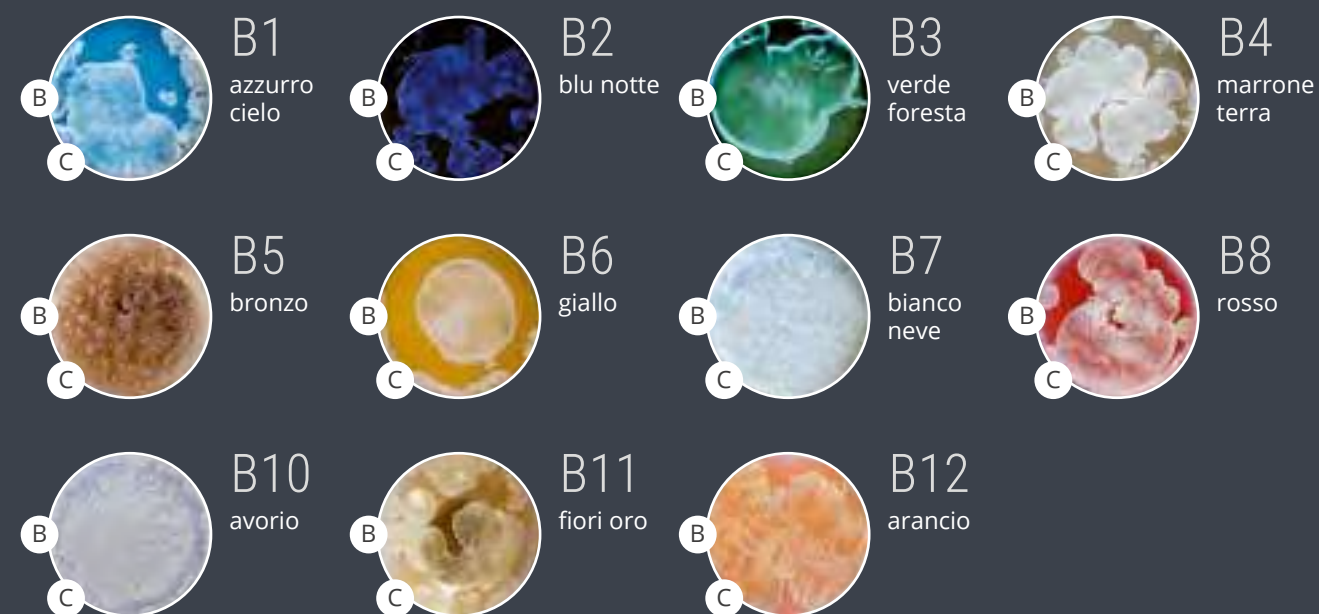 B1
azzurro
cielo
B
C
B2
blu notte
B
C
B3
verde
foresta
B
C
B4
marrone
terra
B
C
B5
bronzo
B
C
B6
giallo
B
C
B7
bianco
neve
B
C
B8
rosso
B
C
B10
avorio
B
C
B11
fiori oro
B
C
B12
arancio
B
C